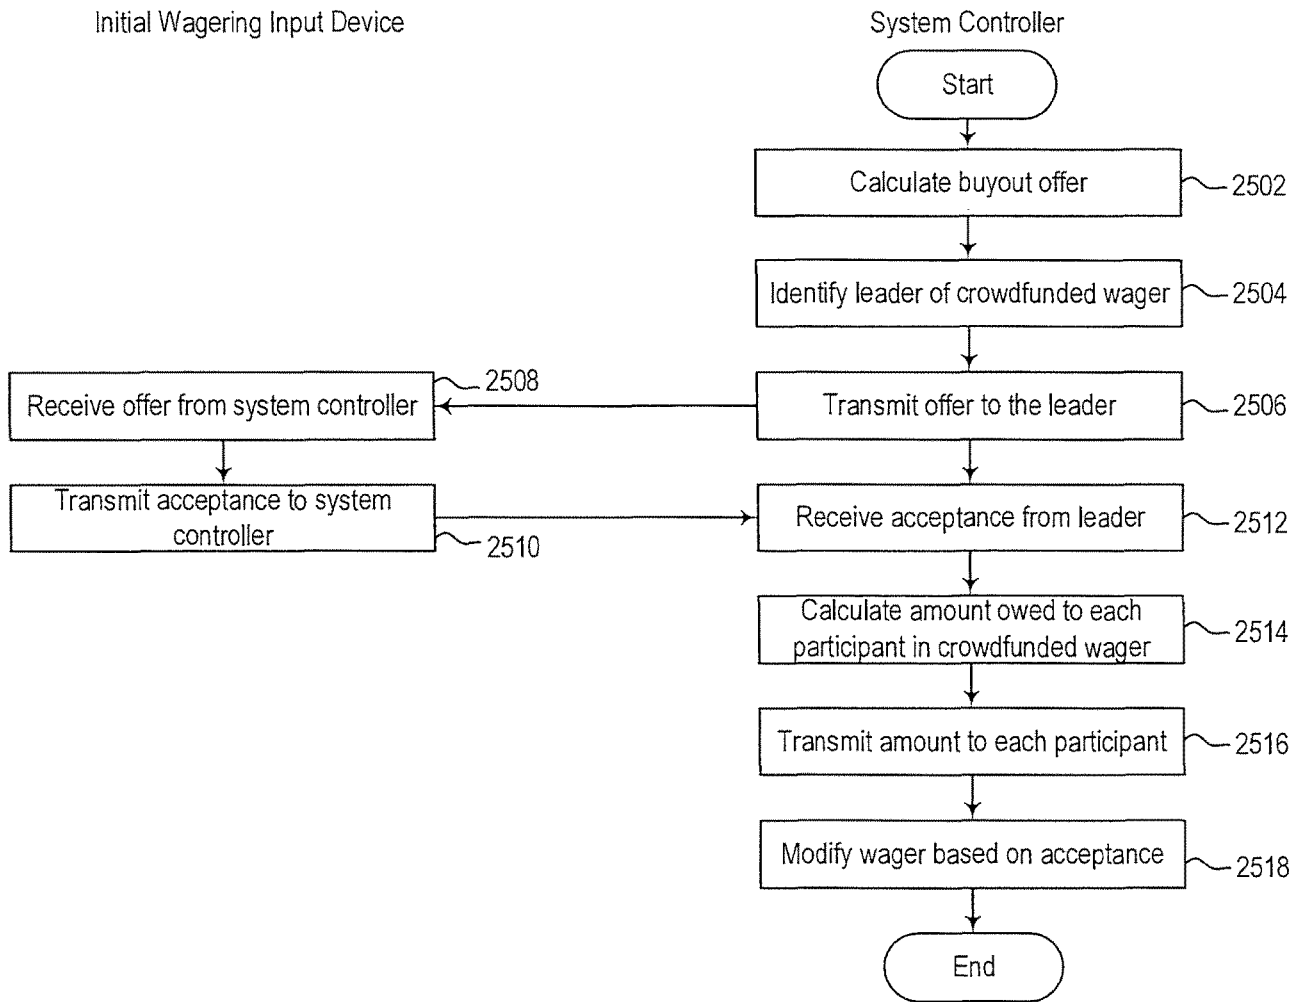 Initial Wagering Input Device
System Controller
Start
Calculate buyout offer
2502
Identify leader of crowdfunded wager
2504
Transmit offer to the leader
2506
Receive offer from system controller
2508
Transmit acceptance to system
controller
2510
Receive acceptance from leader
2512
Calculate amount owed to each
participant in crowdfunded wager
2514
Transmit amount to each participant
2516
Modify wager based on acceptance
2518
End